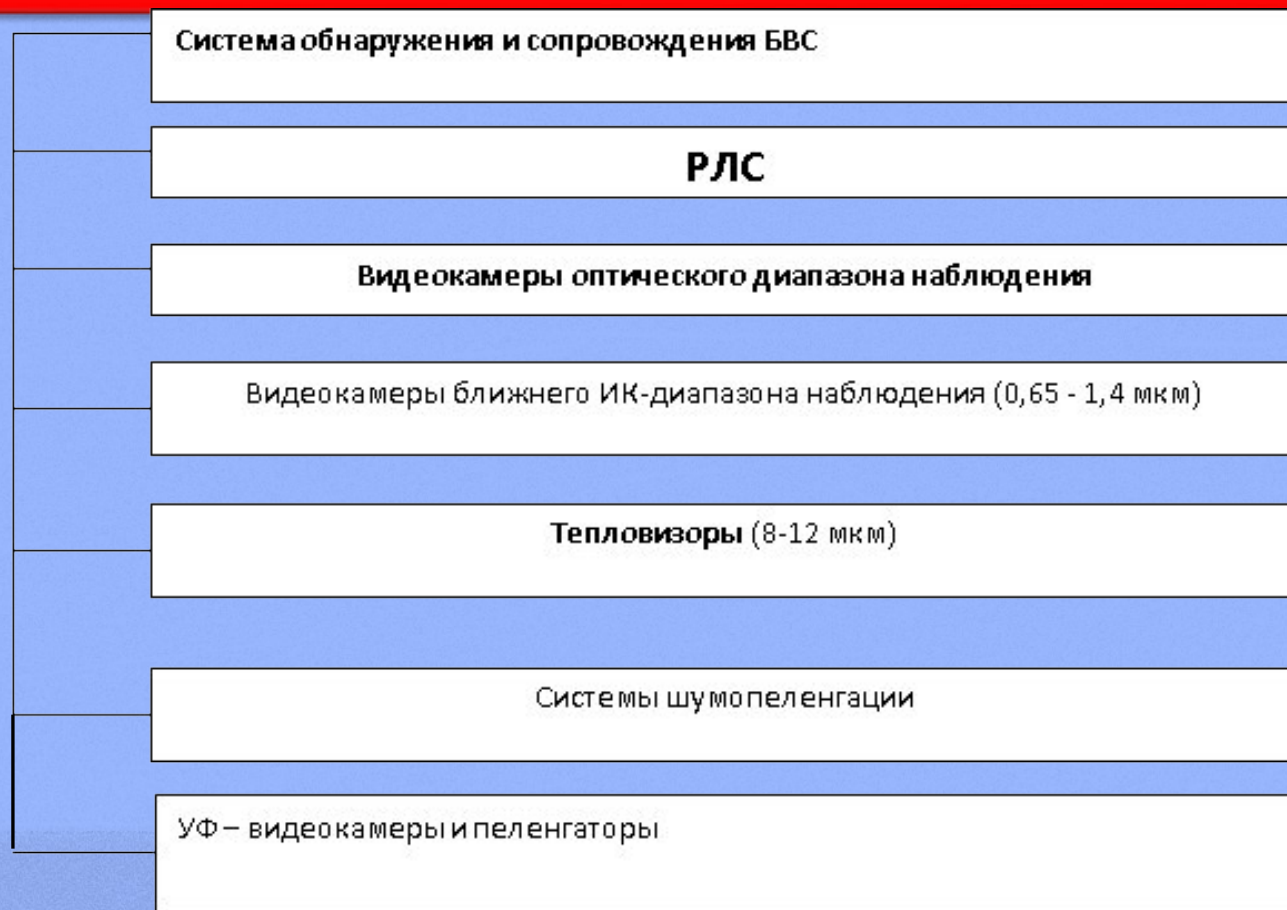 Система обнаружения и сопровождения БВС
РЛС
Видеокамеры оптического диапазона наблюдения
Видеокамеры ближнего ИК-диапазона наблюдения (0,65 - 1,4 мкм)
Тепловизоры (8-12 мкм)
Системы шумопеленгации
УФ – видеокамеры и пеленгаторы